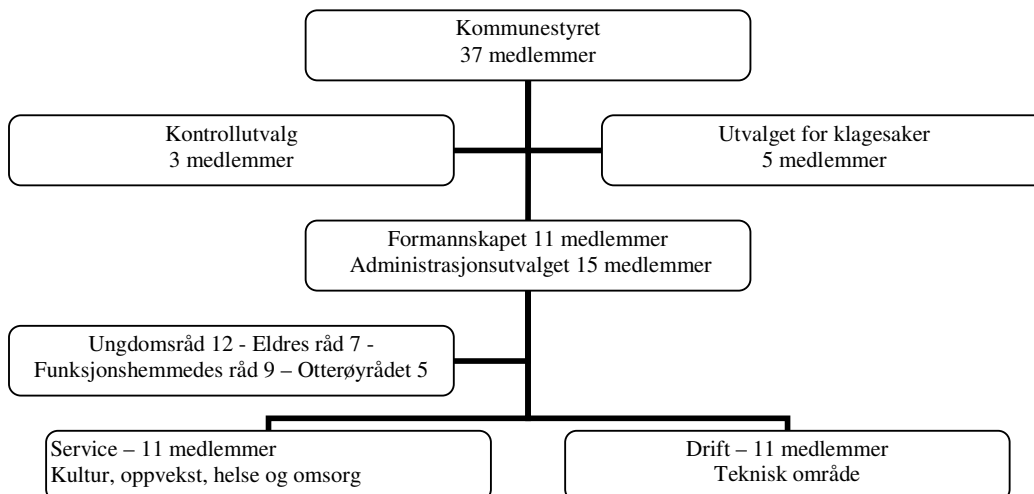 Kommunestyret
37 medlemmer
Kontrollutvalg
3 medlemmer
Utvalget for klagesaker
5 medlemmer
Formannskapet 11 medlemmer
Administrasjonsutvalget 15 medlemmer
Ungdomsråd 12 - Eldres råd 7 -
Funksjonshemmedes råd 9 – Otterøyrådet 5
Service – 11 medlemmer
Kultur, oppvekst, helse og omsorg
Drift – 11 medlemmer
Teknisk område